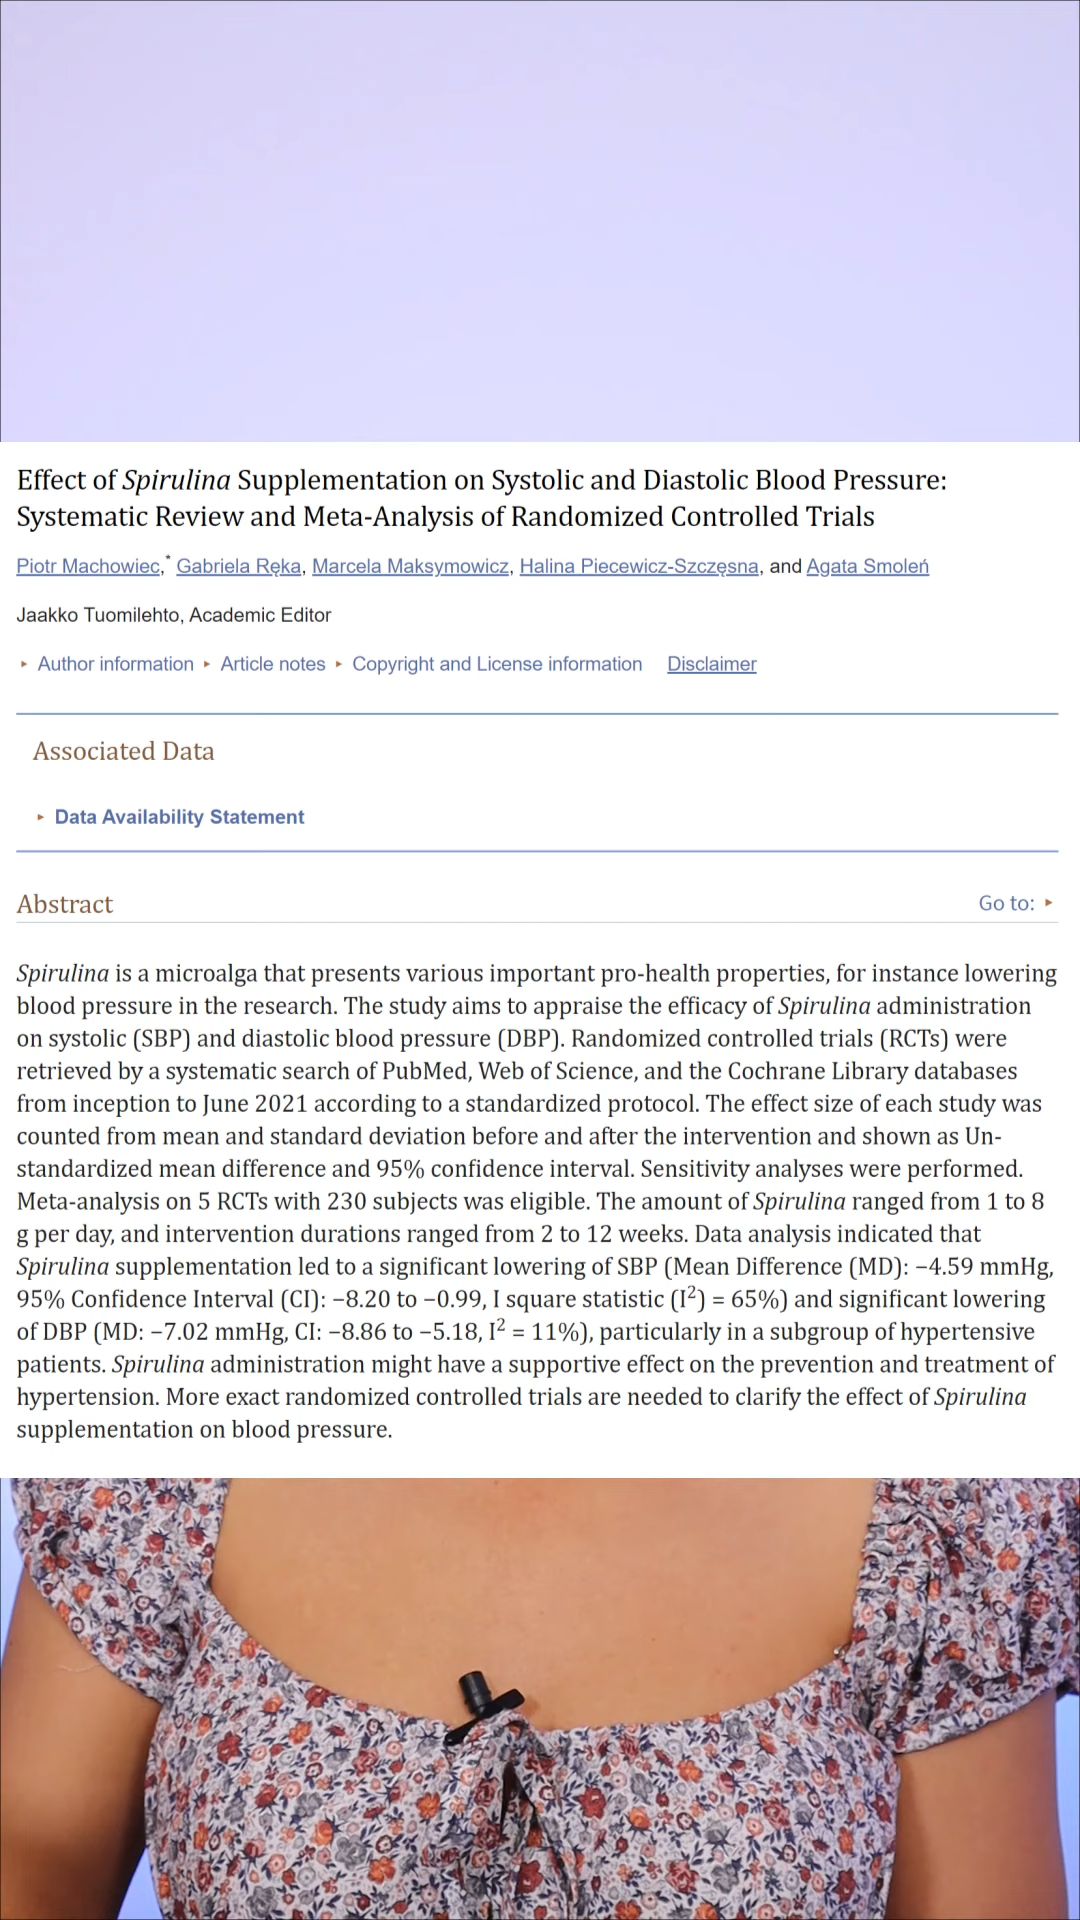 Effect of Spirulina Supplementation on Systolic and Diastolic Blood Pressure:
Systematic Review and Meta-Analysis of Randomized Controlled Trials
Piotr Machowiec,* Gabriela Ręka, Marcela Maksymowicz, Halina Piecewicz-Szczęsna, and Agata Smoleń
Jaakko Tuomilehto, Academic Editor
▸ Author information ▸ Article notes ▸ Copyright and License information Disclaimer
Associated Data
▸ Data Availability Statement
Abstract Go to: ▸
Spirulina is a microalga that presents various important pro-health properties, for instance lowering
blood pressure in the research. The study aims to appraise the efficacy of Spirulina administration
on systolic (SBP) and diastolic blood pressure (DBP). Randomized controlled trials (RCTs) were
retrieved by a systematic search of PubMed, Web of Science, and the Cochrane Library databases
from inception to June 2021 according to a standardized protocol. The effect size of each study was
counted from mean and standard deviation before and after the intervention and shown as Un-
standardized mean difference and 95% confidence interval. Sensitivity analyses were performed.
Meta-analysis on 5 RCTs with 230 subjects was eligible. The amount of Spirulina ranged from 1 to 8
g per day, and intervention durations ranged from 2 to 12 weeks. Data analysis indicated that
Spirulina supplementation led to a significant lowering of SBP (Mean Difference (MD): −4.59 mmHg,
95% Confidence Interval (CI): −8.20 to −0.99, I square statistic (I²) = 65%) and significant lowering
of DBP (MD: −7.02 mmHg, CI: −8.86 to −5.18, I² = 11%), particularly in a subgroup of hypertensive
patients. Spirulina administration might have a supportive effect on the prevention and treatment of
hypertension. More exact randomized controlled trials are needed to clarify the effect of Spirulina
supplementation on blood pressure.